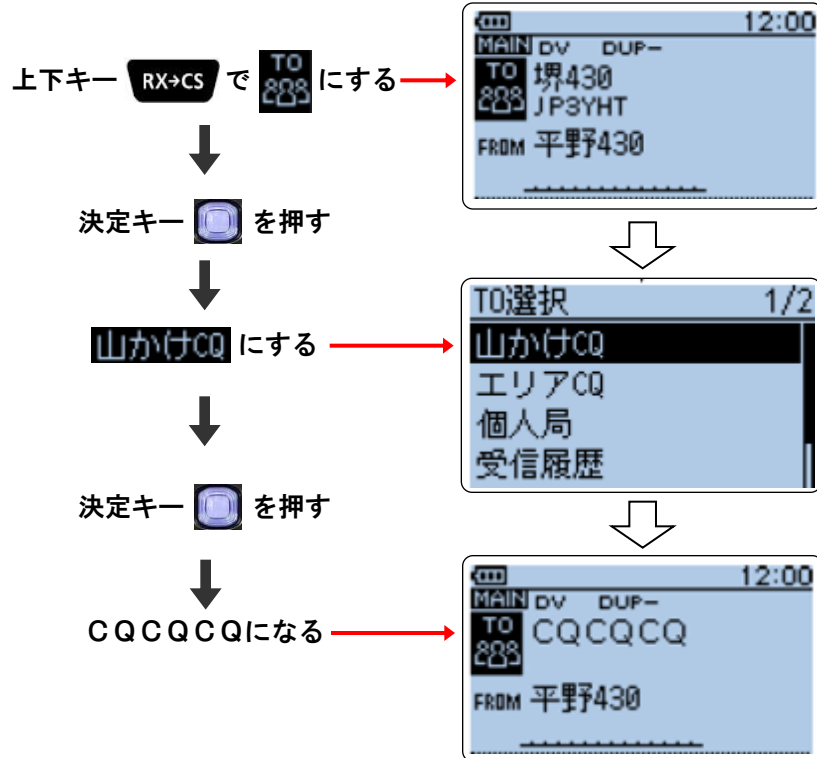 上下キー RX→CS で TO にする
決定キー を押す
山かけCQ にする
決定キー を押す
ＣＱＣＱＣＱになる
12:00
MAIN DV DUP-
TO 堺430
JP3YHT
FROM 平野430
TO選択 1/2
山かけCQ
エリアCQ
個人局
受信履歴
12:00
MAIN DV DUP-
TO CQCQCQ
FROM 平野430